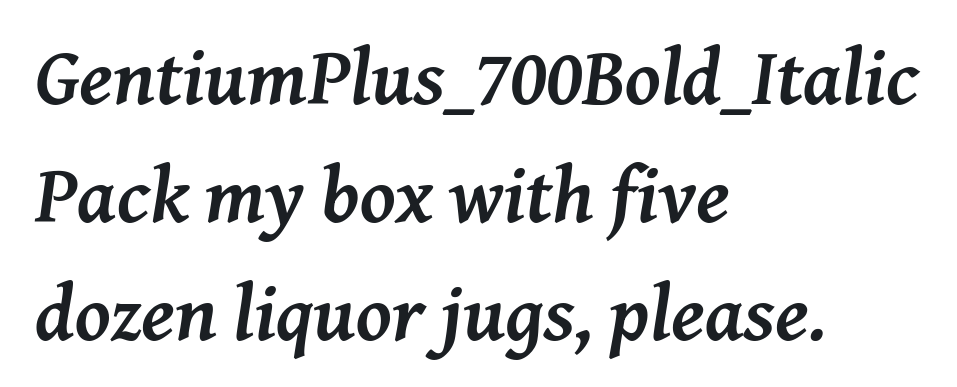 GentiumPlus_700Bold_Italic
Pack my box with five
dozen liquor jugs, please.